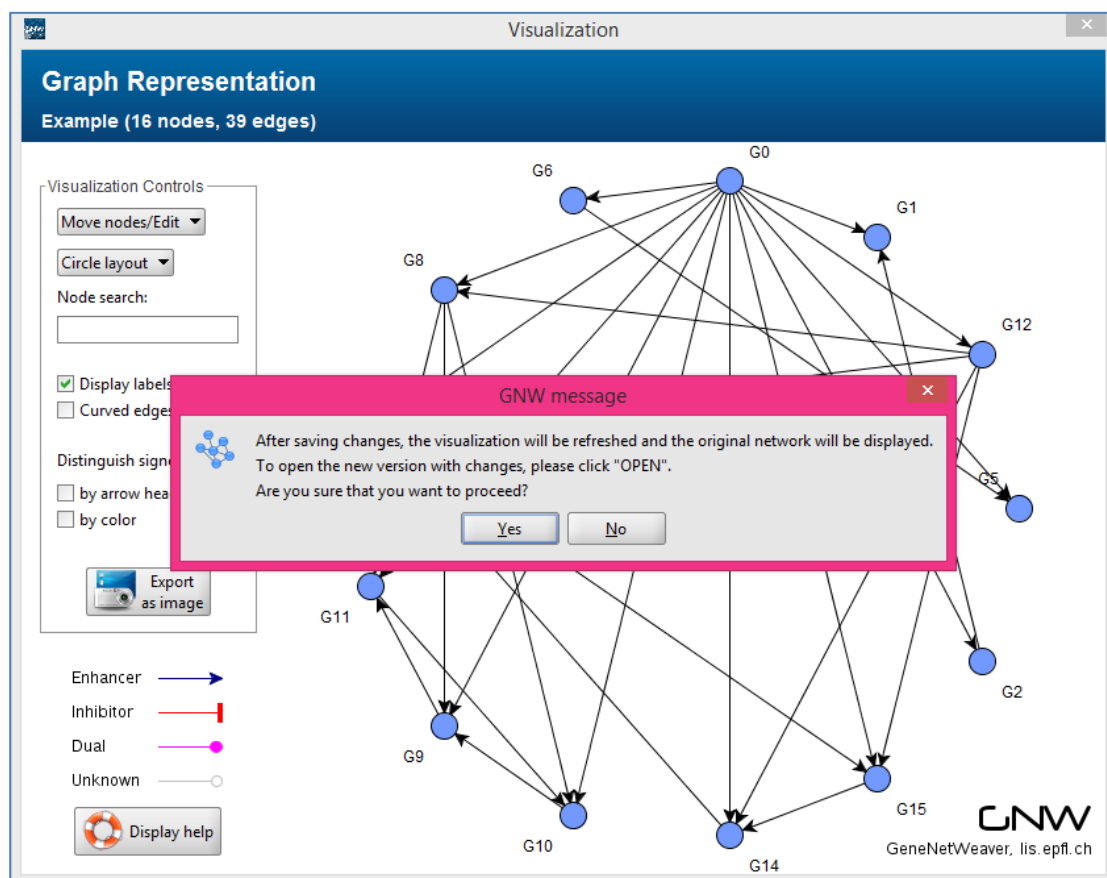 Visualization
Graph Representation
Example (16 nodes, 39 edges)
Visualization Controls
Move nodes/Edit
Circle layout
Node search:
Display labels
Curved edges
Distinguish sign
by arrow hea
by color
Export
as image
Enhancer
Inhibitor
Dual
Unknown
Display help
G0
G6
G1
G8
G12
GNW message
After saving changes, the visualization will be refreshed and the original network will be displayed.
To open the new version with changes, please click "OPEN".
Are you sure that you want to proceed?
Yes
No
G5
G11
G2
G9
G15
G10
G14
GNW
GeneNetWeaver, lis.epfl.ch